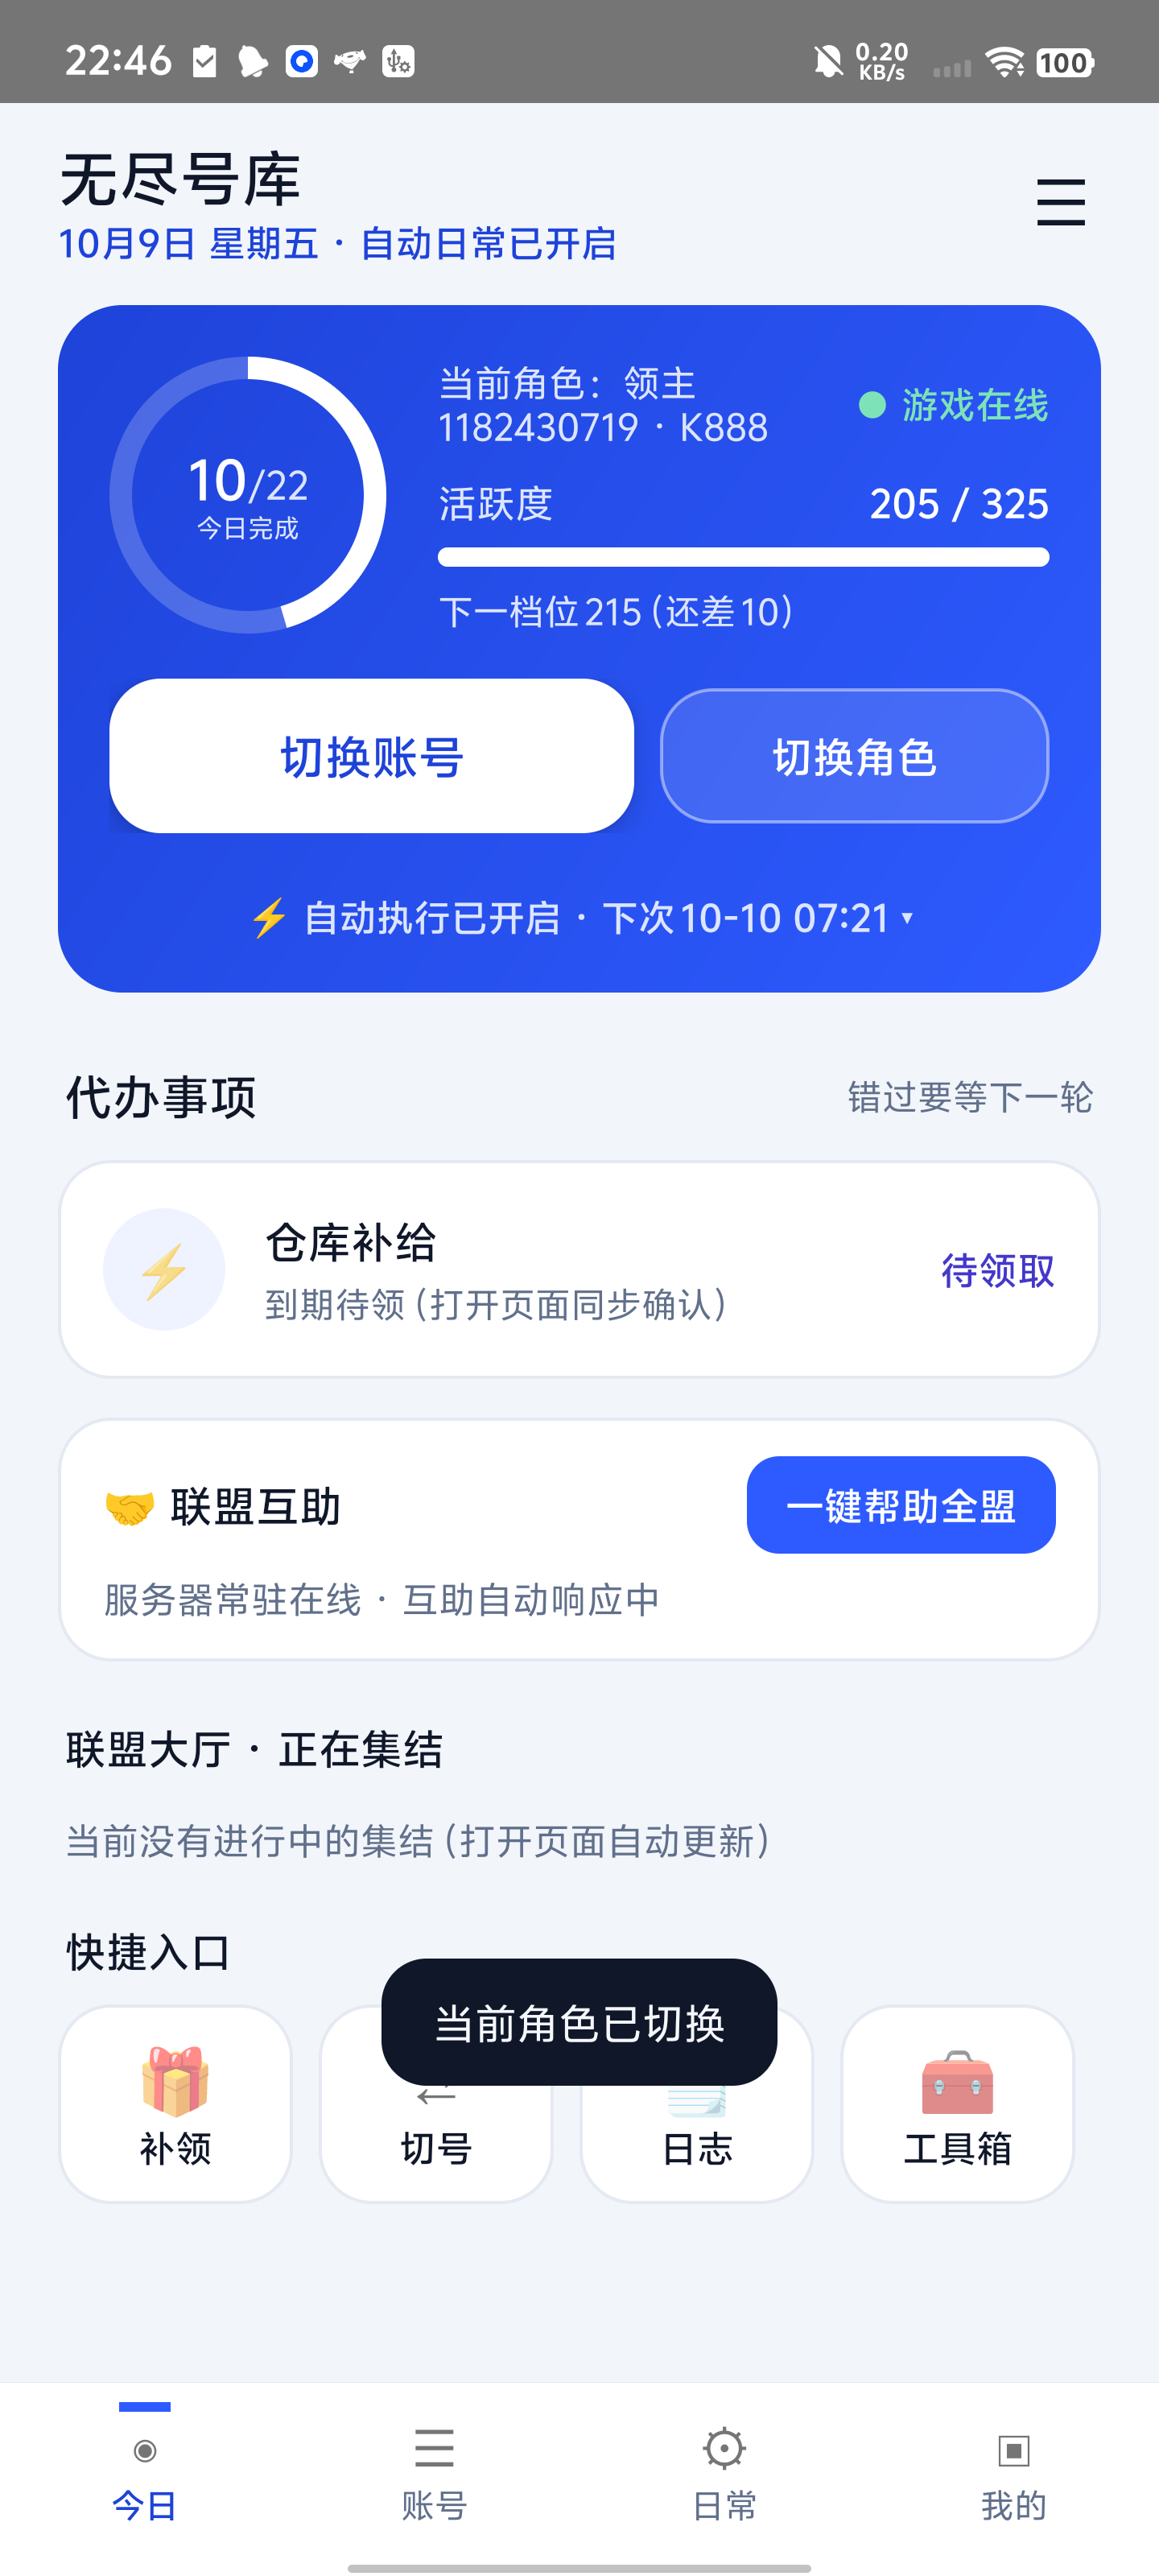 22:46
0.20 KB/s
100
无尽号库
10月9日 星期五 · 自动日常已开启
10/22
今日完成
当前角色：领主
1182430719 · K888
游戏在线
活跃度
205 / 325
下一档位 215 (还差 10)
切换账号
切换角色
自动执行已开启 · 下次 10-10 07:21
代办事项
错过要等下一轮
仓库补给
到期待领 (打开页面同步确认)
待领取
联盟互助
一键帮助全盟
服务器常驻在线 · 互助自动响应中
联盟大厅 · 正在集结
当前没有进行中的集结 (打开页面自动更新)
快捷入口
当前角色已切换
补领
切号
日志
工具箱
今日
账号
日常
我的